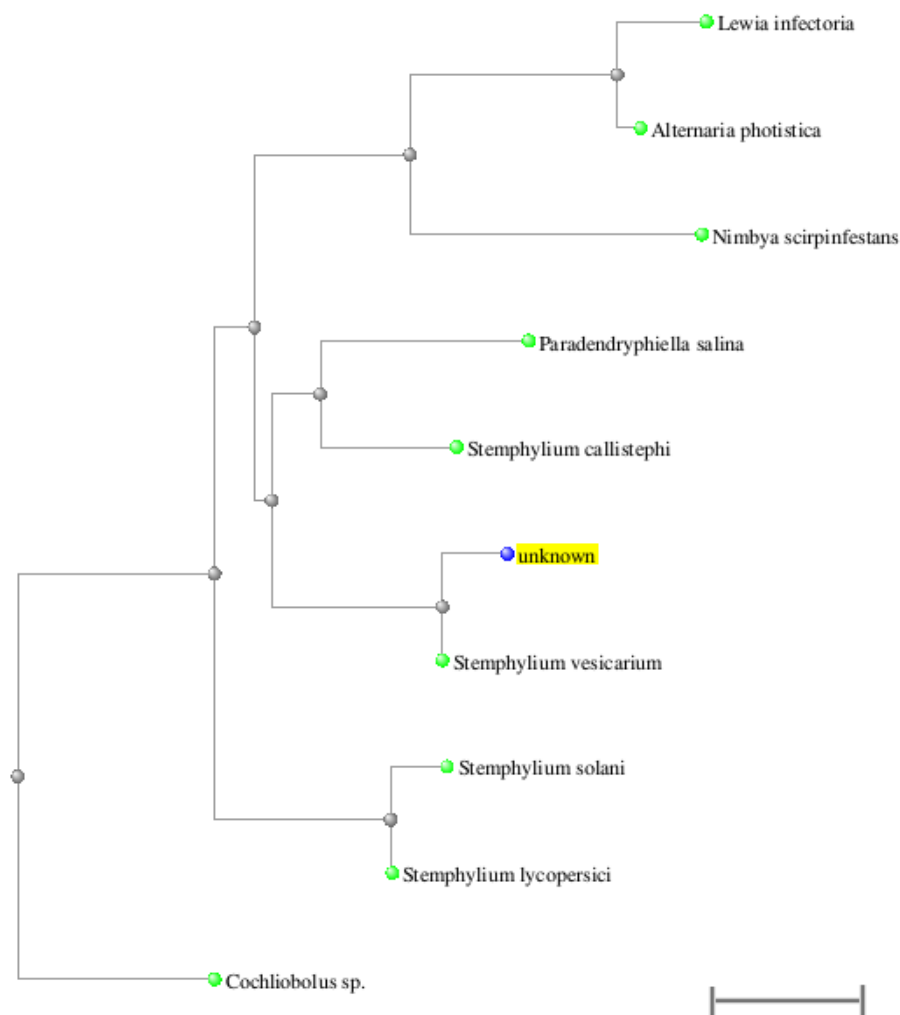 Lewia infectoria
Alternaria photistica
Nimbya scirpinfestans
Paradendryphiella salina
Stemphylium callistephi
unknown
Stemphylium vesicarium
Stemphylium solani
Stemphylium lycopersici
Cochliobolus sp.